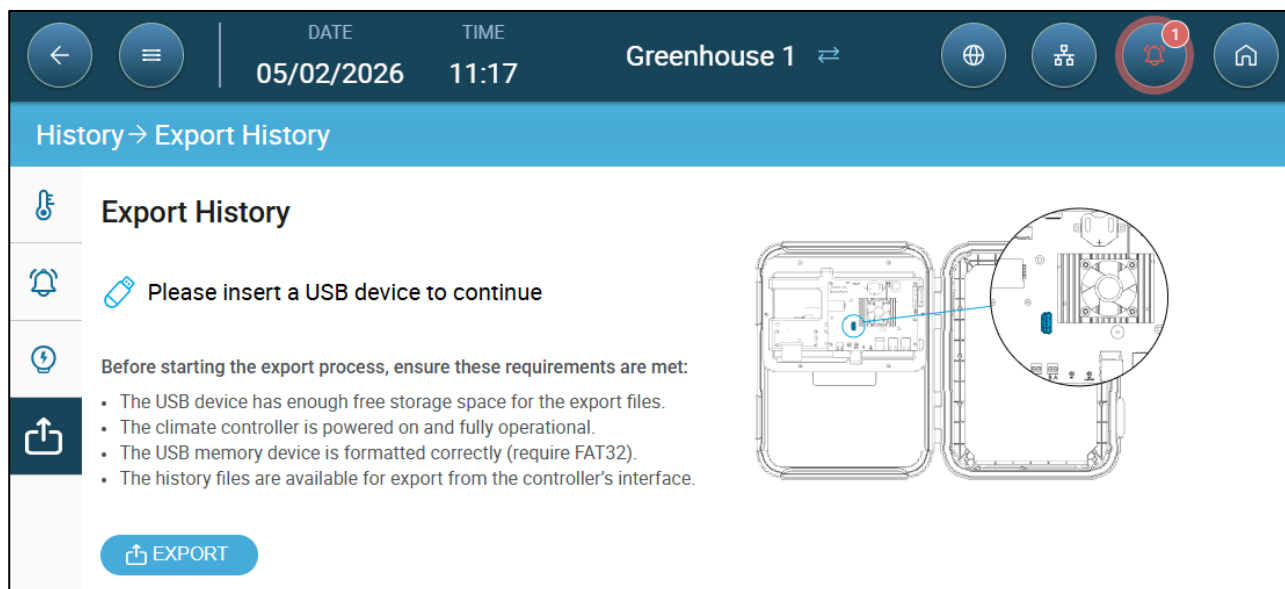 DATE
TIME
05/02/2026
11:17
Greenhouse 1
1
History → Export History
Export History
Please insert a USB device to continue
Before starting the export process, ensure these requirements are met:
• The USB device has enough free storage space for the export files.
• The climate controller is powered on and fully operational.
• The USB memory device is formatted correctly (require FAT32).
• The history files are available for export from the controller's interface.
EXPORT